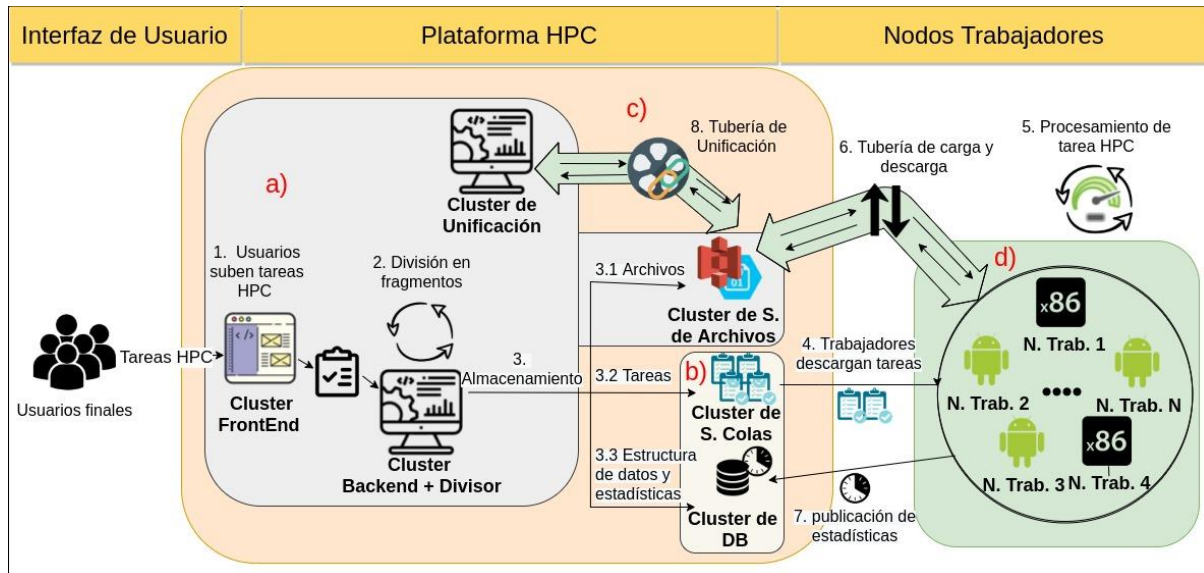 Interfaz de Usuario
Plataforma HPC
Nodos Trabajadores
a)
1. Usuarios
suben tareas
HPC
2. División en
fragmentos
Cluster de
Unificación
c)
8. Tubería de
Unificación
6. Tubería de carga y
descarga
5. Procesamiento de
tarea HPC
Usuarios finales
Tareas HPC
</>
Cluster
FrontEnd
Cluster
Backend + Divisor
3.
Almacenamiento
3.1 Archivos
01
Cluster de S.
de Archivos
3.2 Tareas
b)
Cluster de
S. Colas
3.3 Estructura
de datos y
estadísticas
Cluster de
DB
4. Trabajadores
descargan tareas
7. publicación de
estadísticas
d)
x86
N. Trab. 1
N. Trab. 2
N. Trab. N
x86
N. Trab. 3
N. Trab. 4